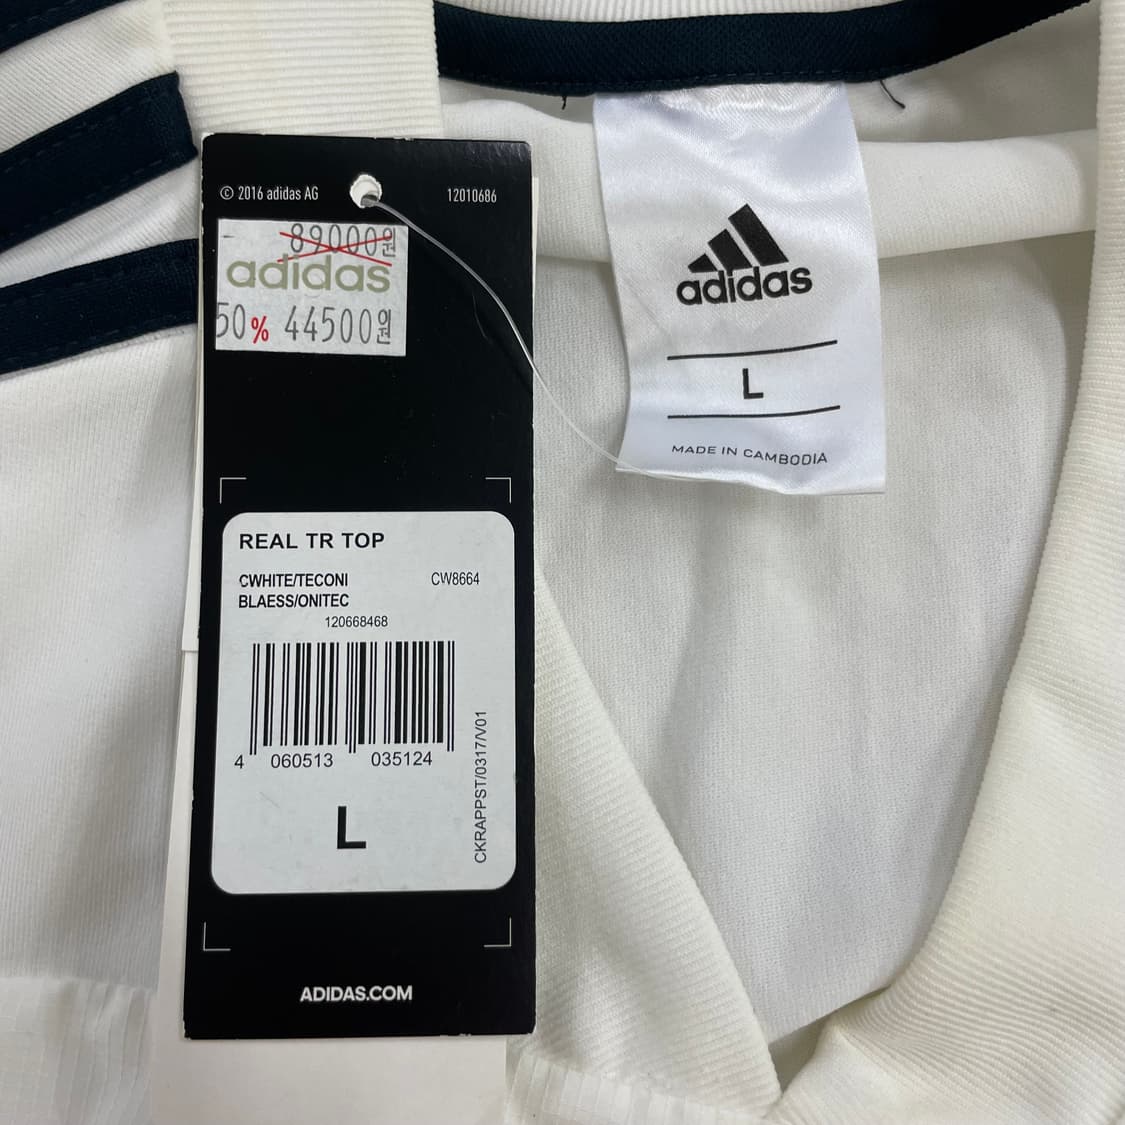 © 2016 adidas AG
12010686
89000원
adidas
50% 44500원
REAL TR TOP
CWHITE/TECONI CW8664
BLAESS/ONITEC
120668468
4 060513 035124
L
CKRAPPST/0317/V01
ADIDAS.COM
adidas
L
MADE IN CAMBODIA